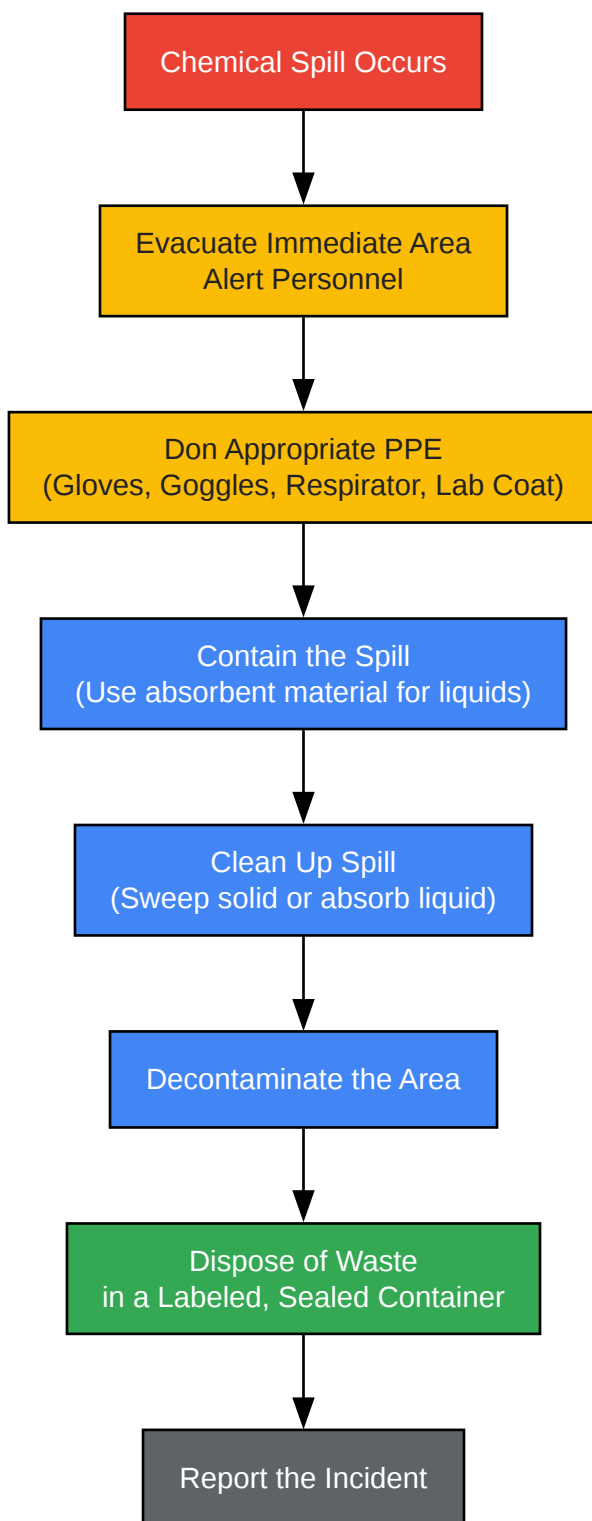 Chemical Spill Occurs
Evacuate Immediate Area
Alert Personnel
Don Appropriate PPE
(Gloves, Goggles, Respirator, Lab Coat)
Contain the Spill
(Use absorbent material for liquids)
Clean Up Spill
(Sweep solid or absorb liquid)
Decontaminate the Area
Dispose of Waste
in a Labeled, Sealed Container
Report the Incident